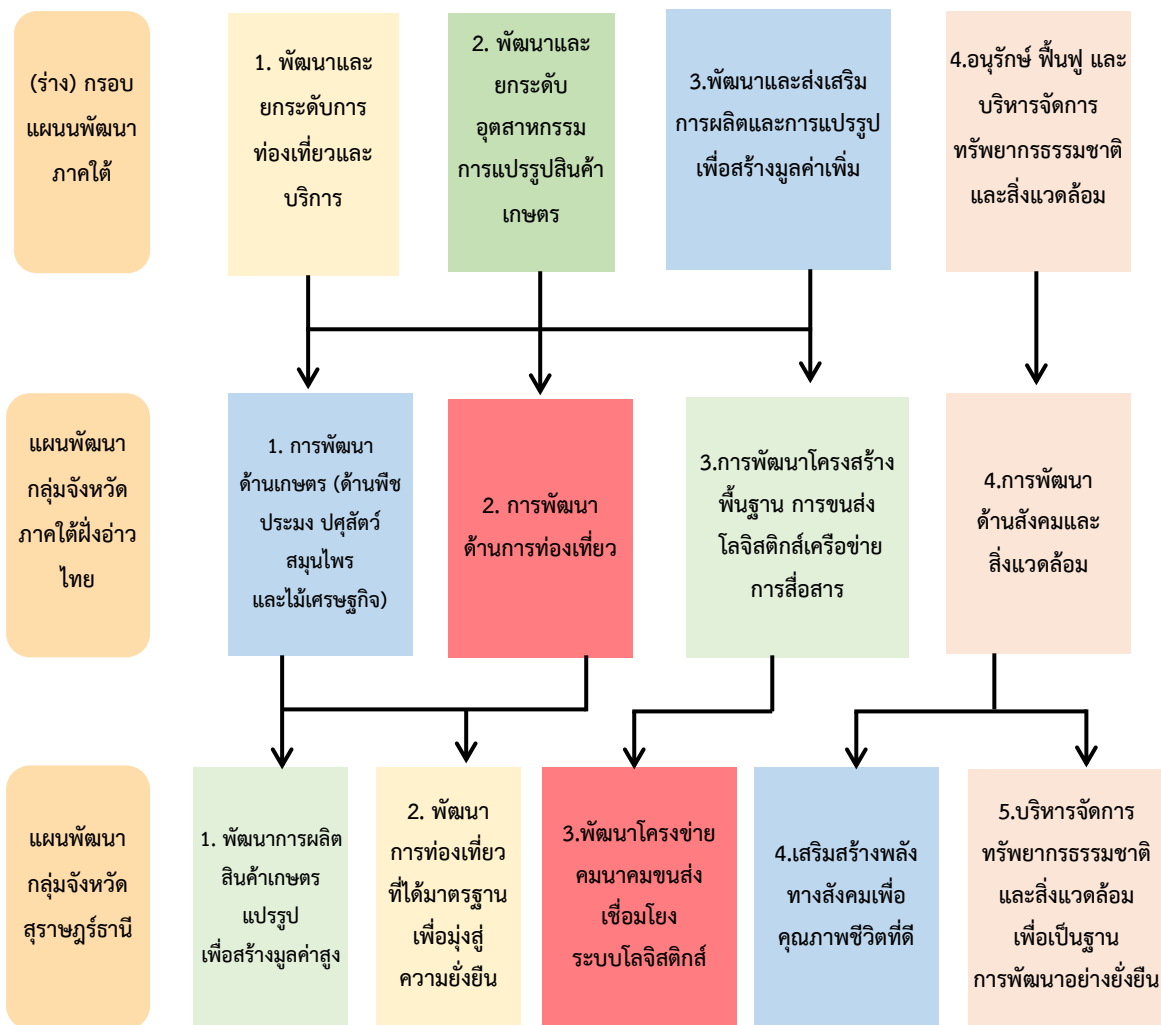 (ร่าง) กรอบ
แผนนพัฒนา
ภาคใต้
1. พัฒนาและ
ยกระดับการ
ท่องเที่ยวและ
บริการ
2. พัฒนาและ
ยกระดับ
อุตสาหกรรม
การแปรรูปสินค้า
เกษตร
3.พัฒนาและส่งเสริม
การผลิตและการแปรรูป
เพื่อสร้างมูลค่าเพิ่ม
4.อนุรักษ์ ฟื้นฟู และ
บริหารจัดการ
ทรัพยากรธรรมชาติ
และสิ่งแวดล้อม
แผนพัฒนา
กลุ่มจังหวัด
ภาคใต้ฝั่งอ่าว
ไทย
1. การพัฒนา
ด้านเกษตร (ด้านพืช
ประมง ปศุสัตว์
สมุนไพร
และไม้เศรษฐกิจ)
2. การพัฒนา
ด้านการท่องเที่ยว
3.การพัฒนาโครงสร้าง
พื้นฐาน การขนส่ง
โลจิสติกส์เครือข่าย
การสื่อสาร
4.การพัฒนา
ด้านสังคมและ
สิ่งแวดล้อม
แผนพัฒนา
กลุ่มจังหวัด
สุราษฎร์ธานี
1. พัฒนาการผลิต
สินค้าเกษตร
แปรรูป
เพื่อสร้างมูลค่าสูง
2. พัฒนา
การท่องเที่ยว
ที่ได้มาตรฐาน
เพื่อมุ่งสู่
ความยั่งยืน
3.พัฒนาโครงข่าย
คมนาคมขนส่ง
เชื่อมโยง
ระบบโลจิสติกส์
4.เสริมสร้างพลัง
ทางสังคมเพื่อ
คุณภาพชีวิตที่ดี
5.บริหารจัดการ
ทรัพยากรธรรมชาติ
และสิ่งแวดล้อม
เพื่อเป็นฐาน
การพัฒนาอย่างยั่งยืน